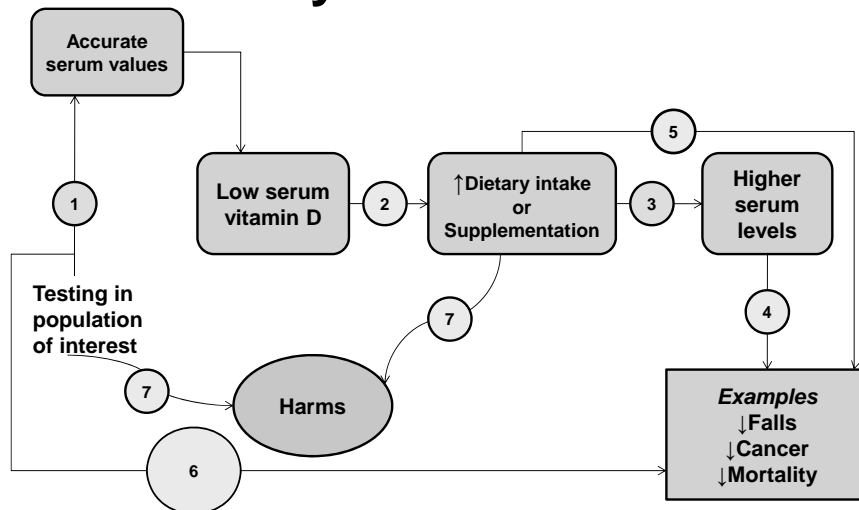 Accurate
serum values
5
Low serum
vitamin D
2
↑Dietary intake
or
Supplementation
3
Higher
serum
levels
1
Testing in
population
of interest
7
4
7
Harms
Examples
↓Falls
↓Cancer
↓Mortality
6